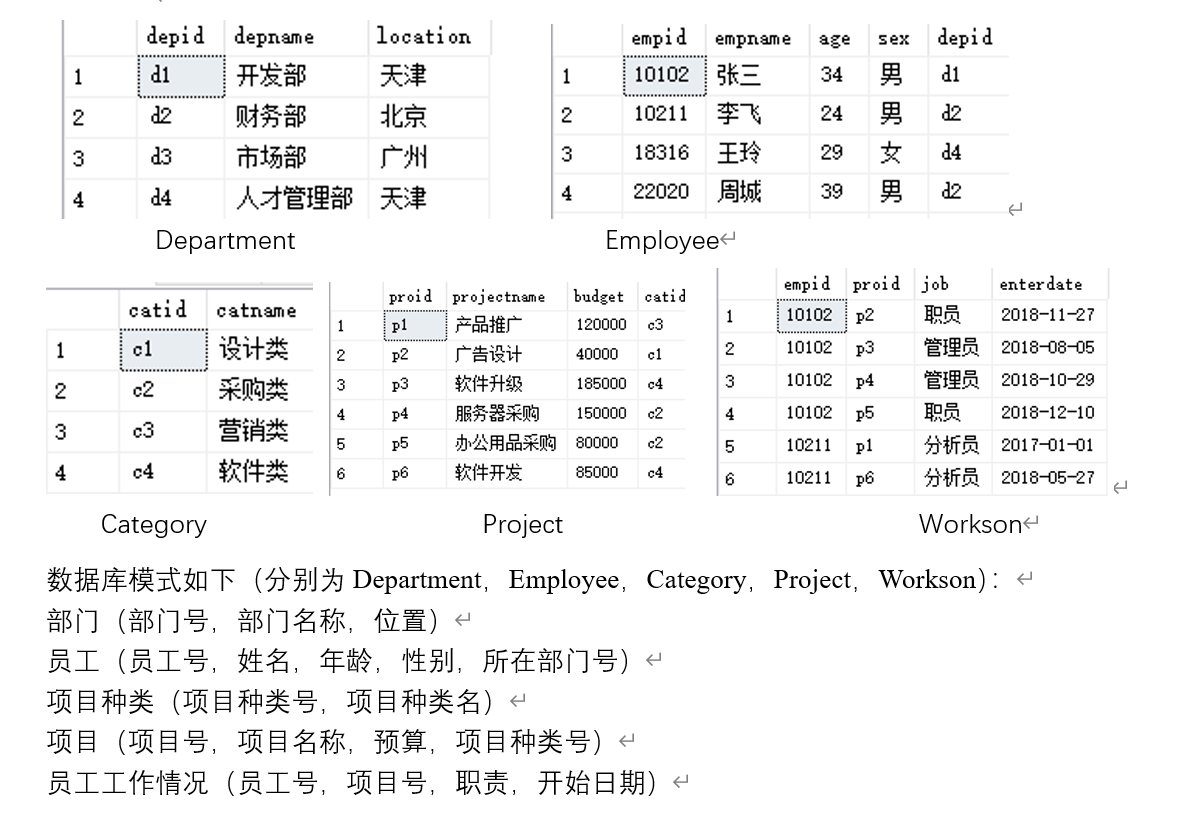 depid depname location
1 d1 开发部 天津
2 d2 财务部 北京
3 d3 市场部 广州
4 d4 人才管理部 天津
Department
empid empname age sex depid
1 10102 张三 34 男 d1
2 10211 李飞 24 男 d2
3 18316 王玲 29 女 d4
4 22020 周城 39 男 d2
Employee
catid catname
1 c1 设计类
2 c2 采购类
3 c3 营销类
4 c4 软件类
Category
proid projectname budget catid
1 p1 产品推广 120000 c3
2 p2 广告设计 40000 c1
3 p3 软件升级 185000 c4
4 p4 服务器采购 150000 c2
5 p5 办公用品采购 80000 c2
6 p6 软件开发 85000 c4
Project
empid proid job enterdate
1 10102 p2 职员 2018-11-27
2 10102 p3 管理员 2018-08-05
3 10102 p4 管理员 2018-10-29
4 10102 p5 职员 2018-12-10
5 10211 p1 分析员 2017-01-01
6 10211 p6 分析员 2018-05-27
Workson
数据库模式如下（分别为 Department，Employee，Category，Project，Workson）：
部门（部门号，部门名称，位置）
员工（员工号，姓名，年龄，性别，所在部门号）
项目种类（项目种类号，项目种类名）
项目（项目号，项目名称，预算，项目种类号）
员工工作情况（员工号，项目号，职责，开始日期）